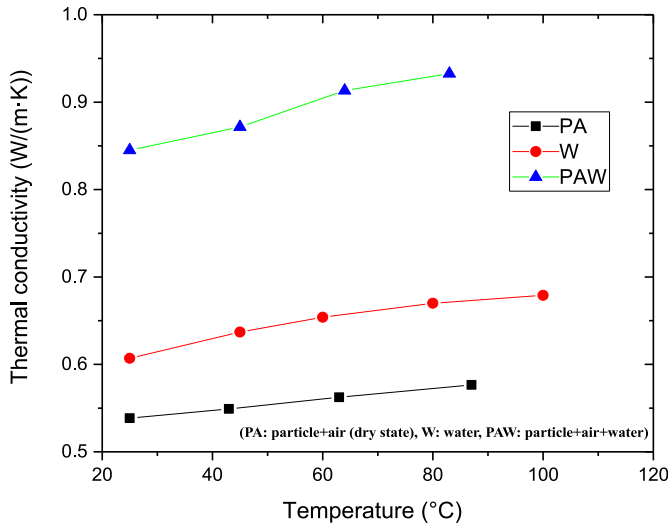 1.0
0.9
0.8
0.7
0.6
0.5
Thermal conductivity (W/(m·K))
PA
W
PAW
(PA: particle+air (dry state), W: water, PAW: particle+air+water)
20 40 60 80 100 120
Temperature (°C)